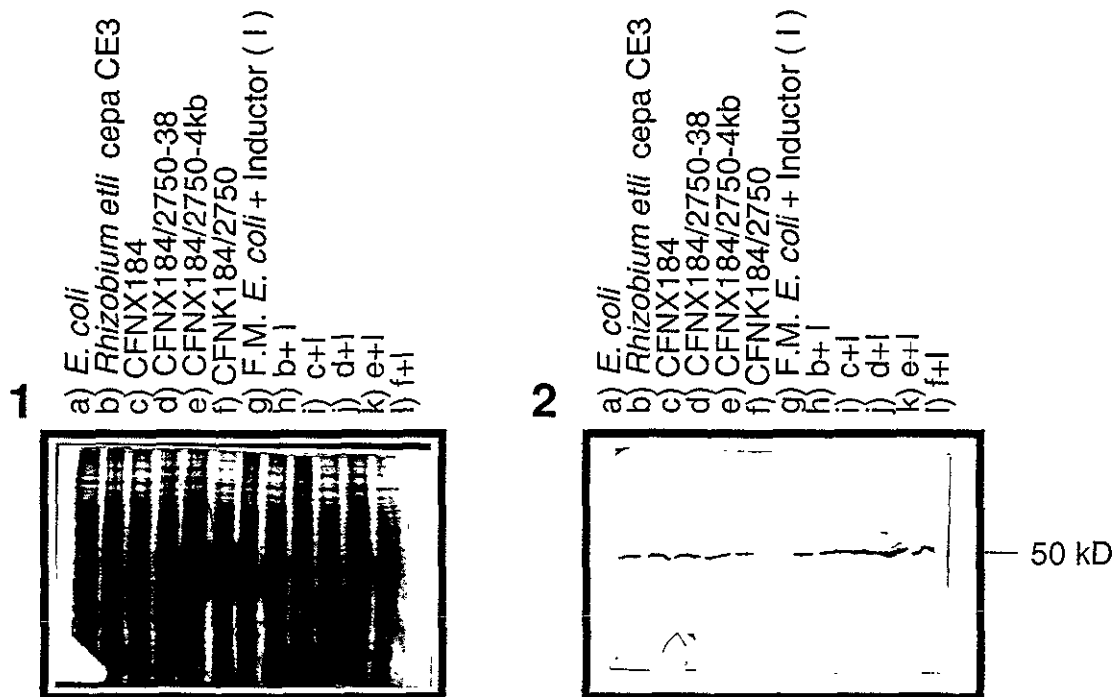 1
a) E. coli
b) Rhizobium etli cepa CE3
c) CFNX184
d) CFNX184/2750-38
e) CFNX184/2750-4kb
f) CFNK184/2750
g) F.M. E. coli + Inductor ( I )
h) b+ I
i) c+I
j) d+I
k) e+I
l) f+I
2
a) E. coli
b) Rhizobium etli cepa CE3
c) CFNX184
d) CFNX184/2750-38
e) CFNX184/2750-4kb
f) CFNK184/2750
g) F.M. E. coli + Inductor ( I )
h) b+ I
i) c+I
j) d+I
k) e+I
l) f+I
50 kD